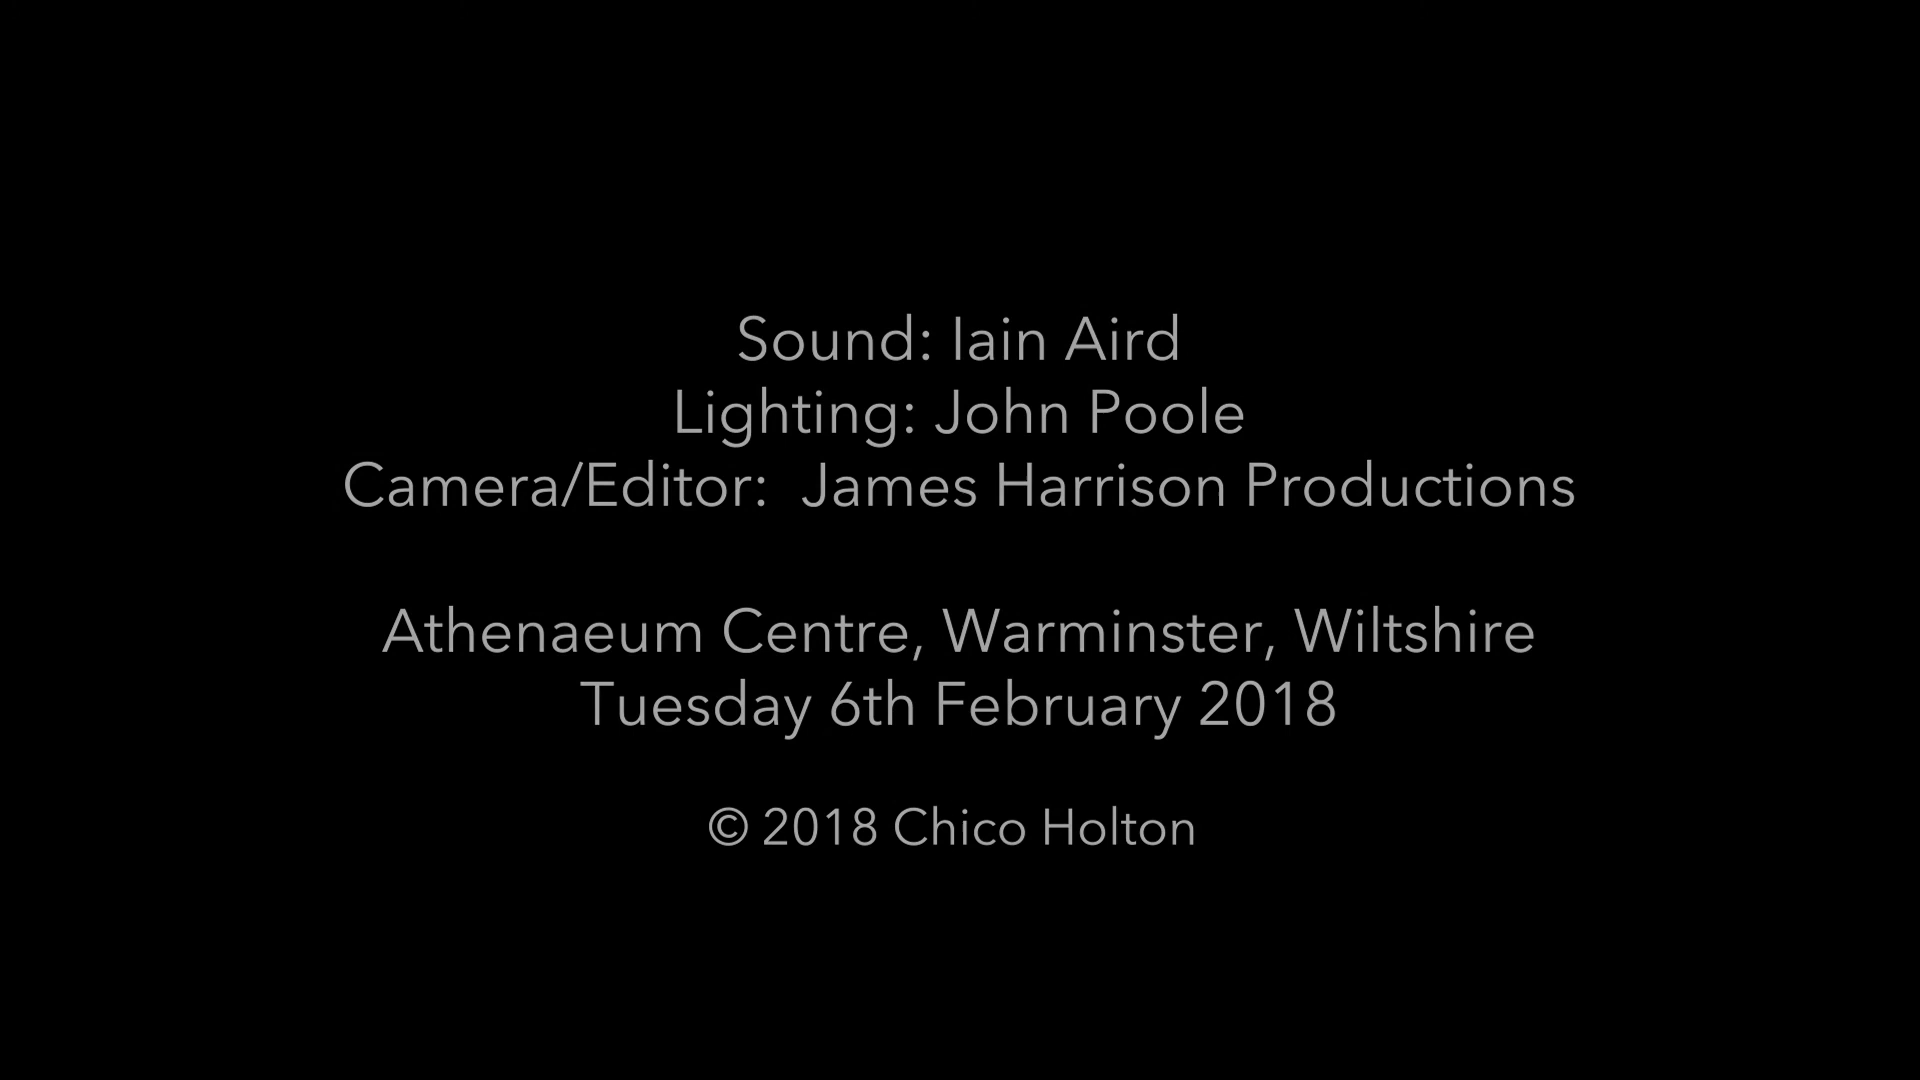 Sound: Iain Aird
Lighting: John Poole
Camera/Editor:  James Harrison Productions
Athenaeum Centre, Warminster, Wiltshire
Tuesday 6th February 2018
© 2018 Chico Holton